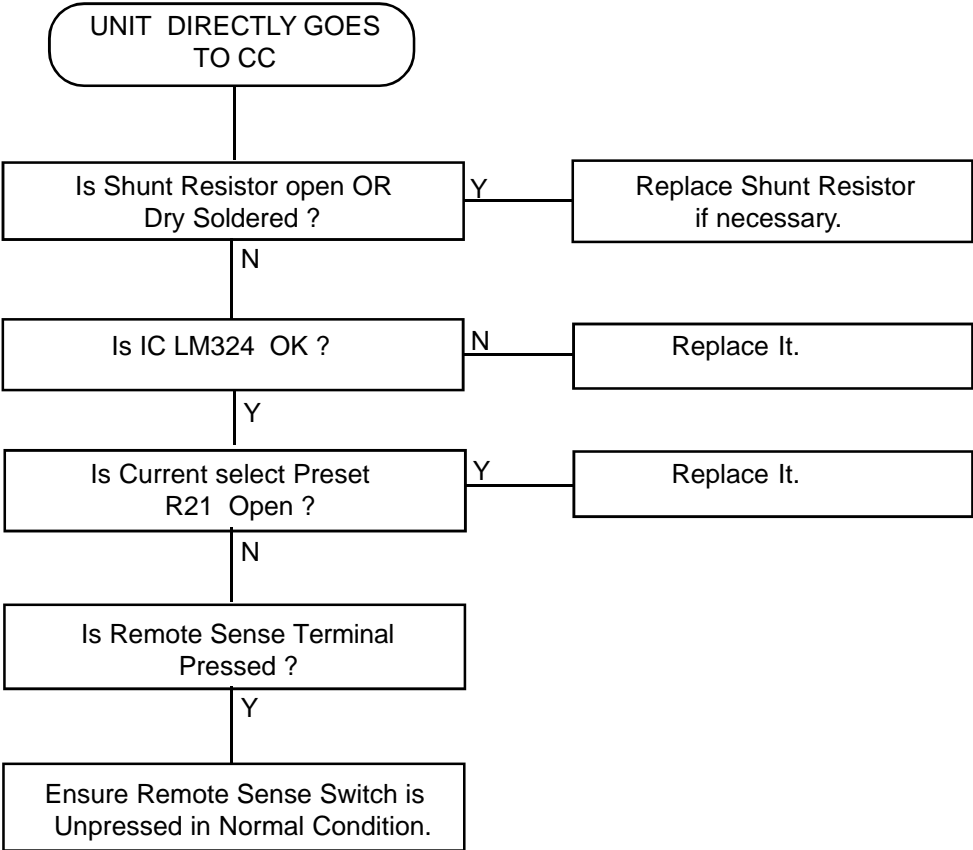 UNIT DIRECTLY GOES
TO CC
Is Shunt Resistor open OR
Dry Soldered ?
Y
Replace Shunt Resistor
if necessary.
N
Is IC LM324 OK ?
N
Replace It.
Y
Is Current select Preset
R21 Open ?
Y
Replace It.
N
Is Remote Sense Terminal
Pressed ?
Y
Ensure Remote Sense Switch is
Unpressed in Normal Condition.